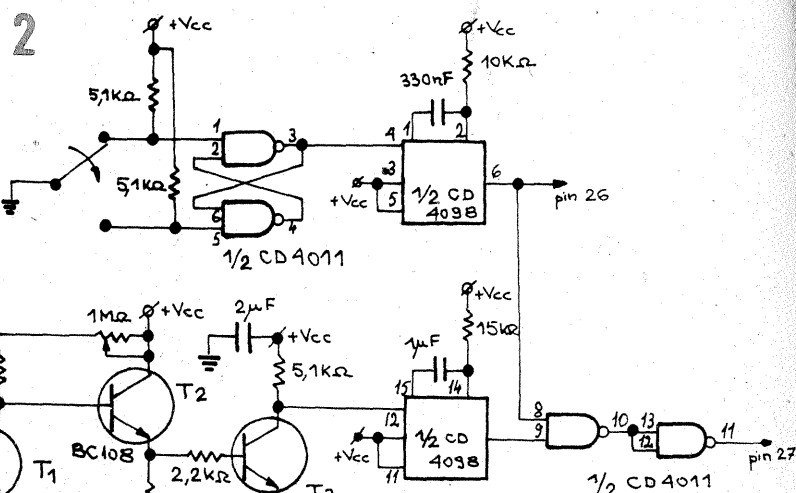 2
+Vcc
5,1KΩ
5,1KΩ
1
2
3
6
5
4
1/2 CD4011
+Vcc
10KΩ
330nF
1
2
4
3
5
+Vcc
1/2 CD
4098
6
pin 26
1MΩ
+Vcc
T2
BC108
T1
2,2KΩ
2μF
+Vcc
5,1KΩ
+Vcc
15KΩ
1μF
15
14
12
+Vcc
11
1/2 CD
4098
8
9
10
13
12
11
pin 27
1/2 CD4011